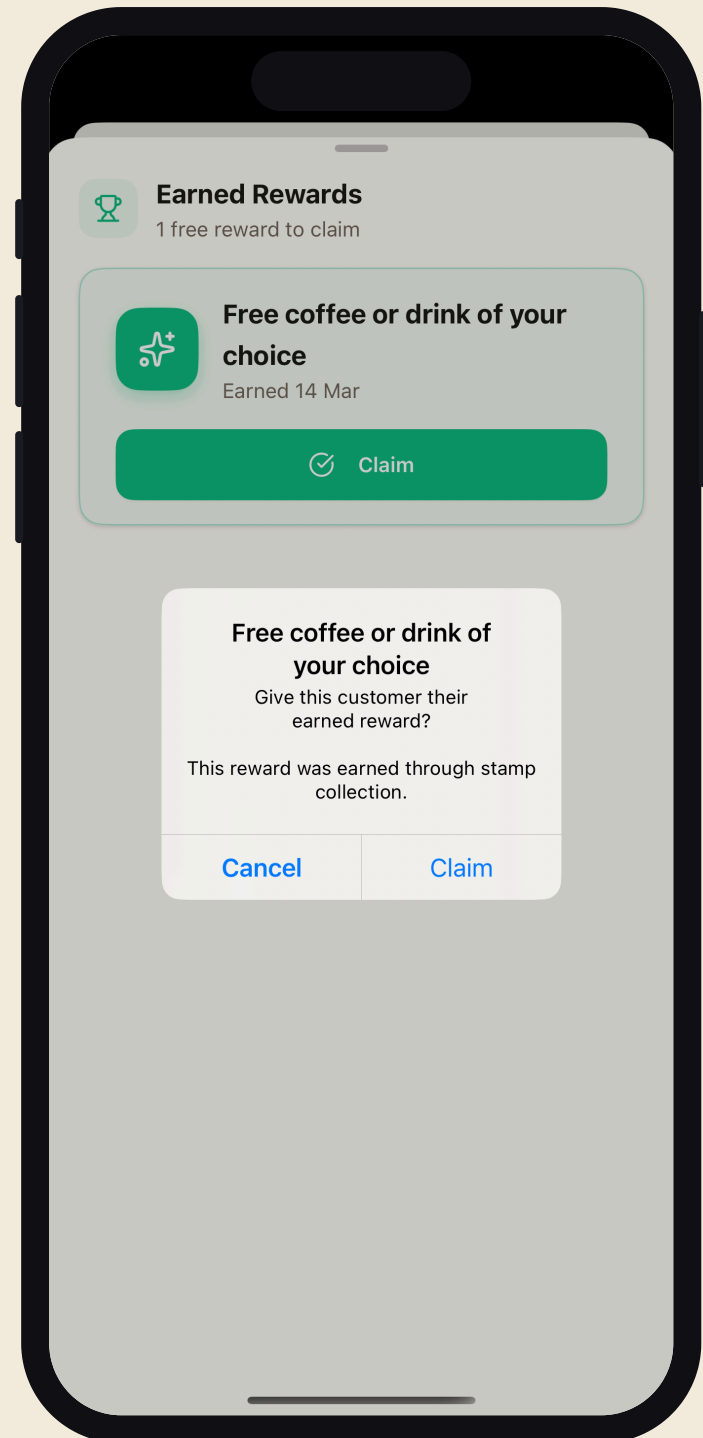 Earned Rewards
1 free reward to claim
Free coffee or drink of your
choice
Earned 14 Mar
Claim
Free coffee or drink of
your choice
Give this customer their
earned reward?
This reward was earned through stamp
collection.
Cancel
Claim